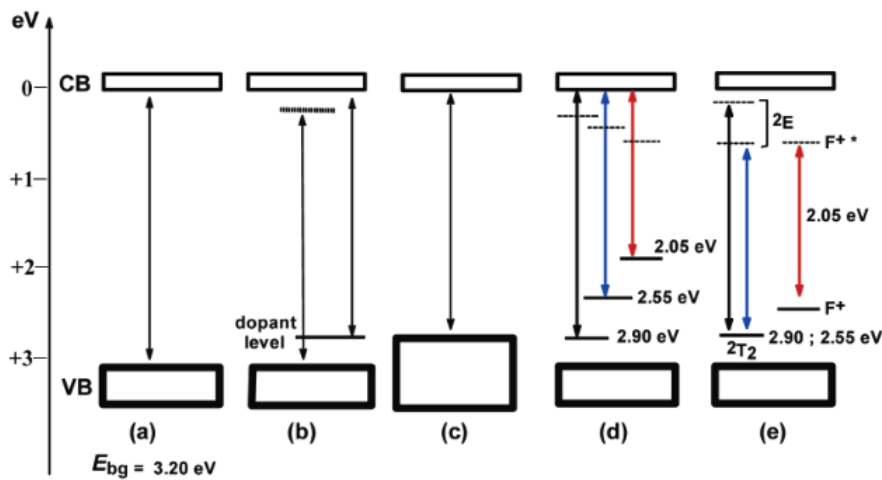 eV
0
+1
+2
+3
CB
VB
dopant
level
2.05 eV
2.55 eV
2.90 eV
²E
F⁺ *
2.05 eV
F⁺
²T₂
2.90 ; 2.55 eV
(a)
(b)
(c)
(d)
(e)
E_bg = 3.20 eV